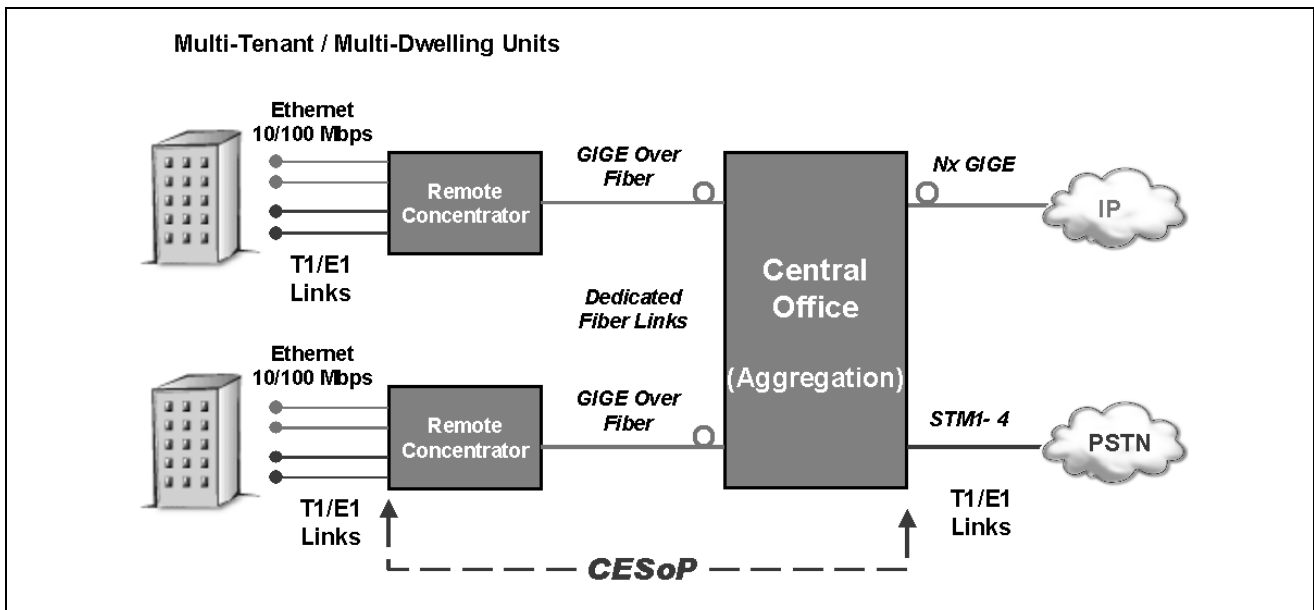 Multi-Tenant / Multi-Dwelling Units
Ethernet
10/100 Mbps
Remote
Concentrator
T1/E1
Links
GIGE Over
Fiber
Dedicated
Fiber Links
Ethernet
10/100 Mbps
Remote
Concentrator
T1/E1
Links
GIGE Over
Fiber
Central
Office
(Aggregation)
Nx GIGE
IP
STM1- 4
PSTN
T1/E1
Links
CESoP